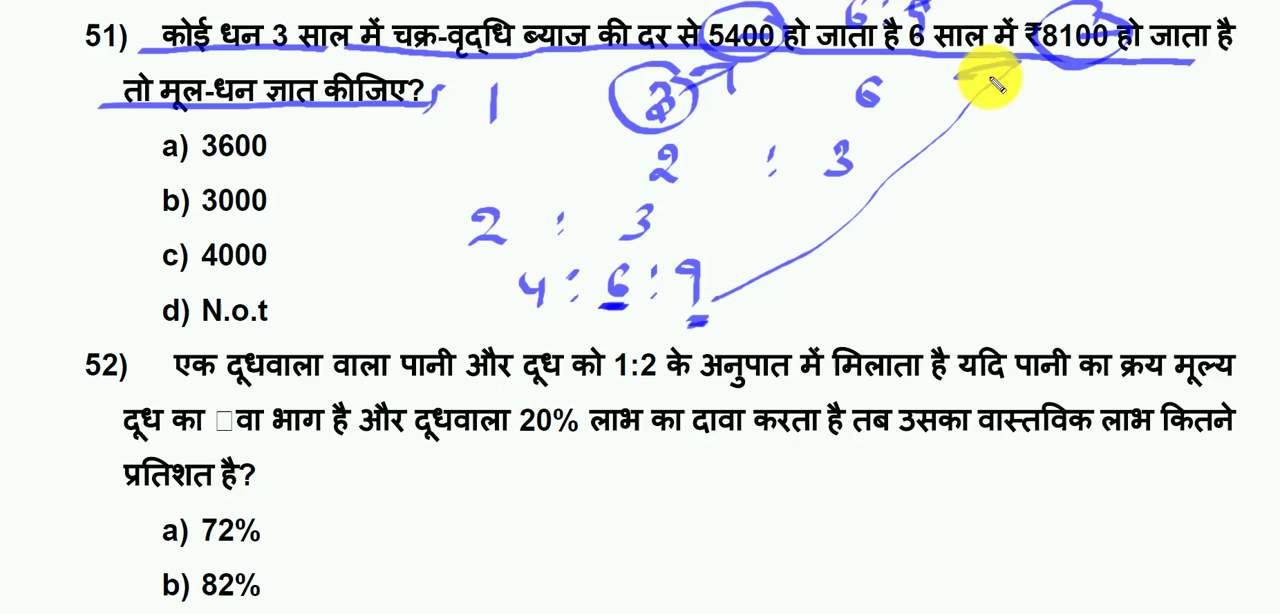 6:9
51) कोई धन 3 साल में चक्र-वृद्धि ब्याज की दर से 5400 हो जाता है 6 साल में ₹8100 हो जाता है
तो मूल-धन ज्ञात कीजिए?
1 3 6
a) 3600
2 : 3
b) 3000
2 : 3
c) 4000
4 : 6 : 9
d) N.o.t
52) एक दूधवाला वाला पानी और दूध को 1:2 के अनुपात में मिलाता है यदि पानी का क्रय मूल्य
दूध का □वा भाग है और दूधवाला 20% लाभ का दावा करता है तब उसका वास्तविक लाभ कितने
प्रतिशत है?
a) 72%
b) 82%